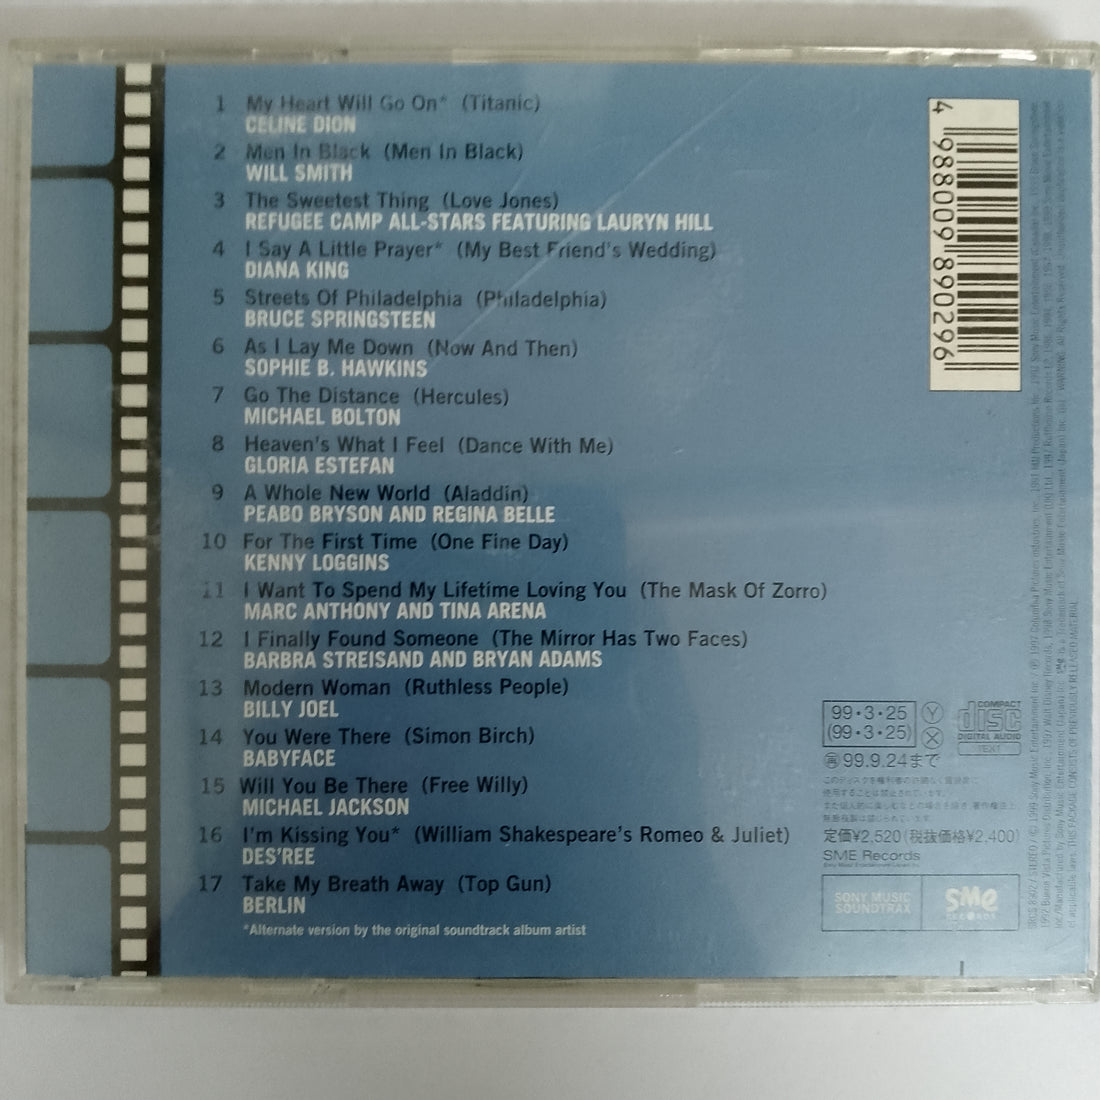 1 My Heart Will Go On* (Titanic)
CELINE DION
2 Men In Black (Men In Black)
WILL SMITH
3 The Sweetest Thing (Love Jones)
REFUGEE CAMP ALL-STARS FEATURING LAURYN HILL
4 I Say A Little Prayer* (My Best Friend's Wedding)
DIANA KING
5 Streets Of Philadelphia (Philadelphia)
BRUCE SPRINGSTEEN
6 As I Lay Me Down (Now And Then)
SOPHIE B. HAWKINS
7 Go The Distance (Hercules)
MICHAEL BOLTON
8 Heaven's What I Feel (Dance With Me)
GLORIA ESTEFAN
9 A Whole New World (Aladdin)
PEABO BRYSON AND REGINA BELLE
10 For The First Time (One Fine Day)
KENNY LOGGINS
11 I Want To Spend My Lifetime Loving You (The Mask Of Zorro)
MARC ANTHONY AND TINA ARENA
12 I Finally Found Someone (The Mirror Has Two Faces)
BARBRA STREISAND AND BRYAN ADAMS
13 Modern Woman (Ruthless People)
BILLY JOEL
14 You Were There (Simon Birch)
BABYFACE
15 Will You Be There (Free Willy)
MICHAEL JACKSON
16 I'm Kissing You* (William Shakespeare's Romeo & Juliet)
DES'REE
17 Take My Breath Away (Top Gun)
BERLIN
*Alternate version by the original soundtrack album artist
4 988009 890296
99・3・25 Ⓨ
(99・3・25) Ⓧ
㊢99.9.24まで
COMPACT
disc
DIGITAL AUDIO
TEXT
定価¥2,520(税抜価格¥2,400)
SME Records
SONY MUSIC
SOUNDTRAX
SMe
RECORDS